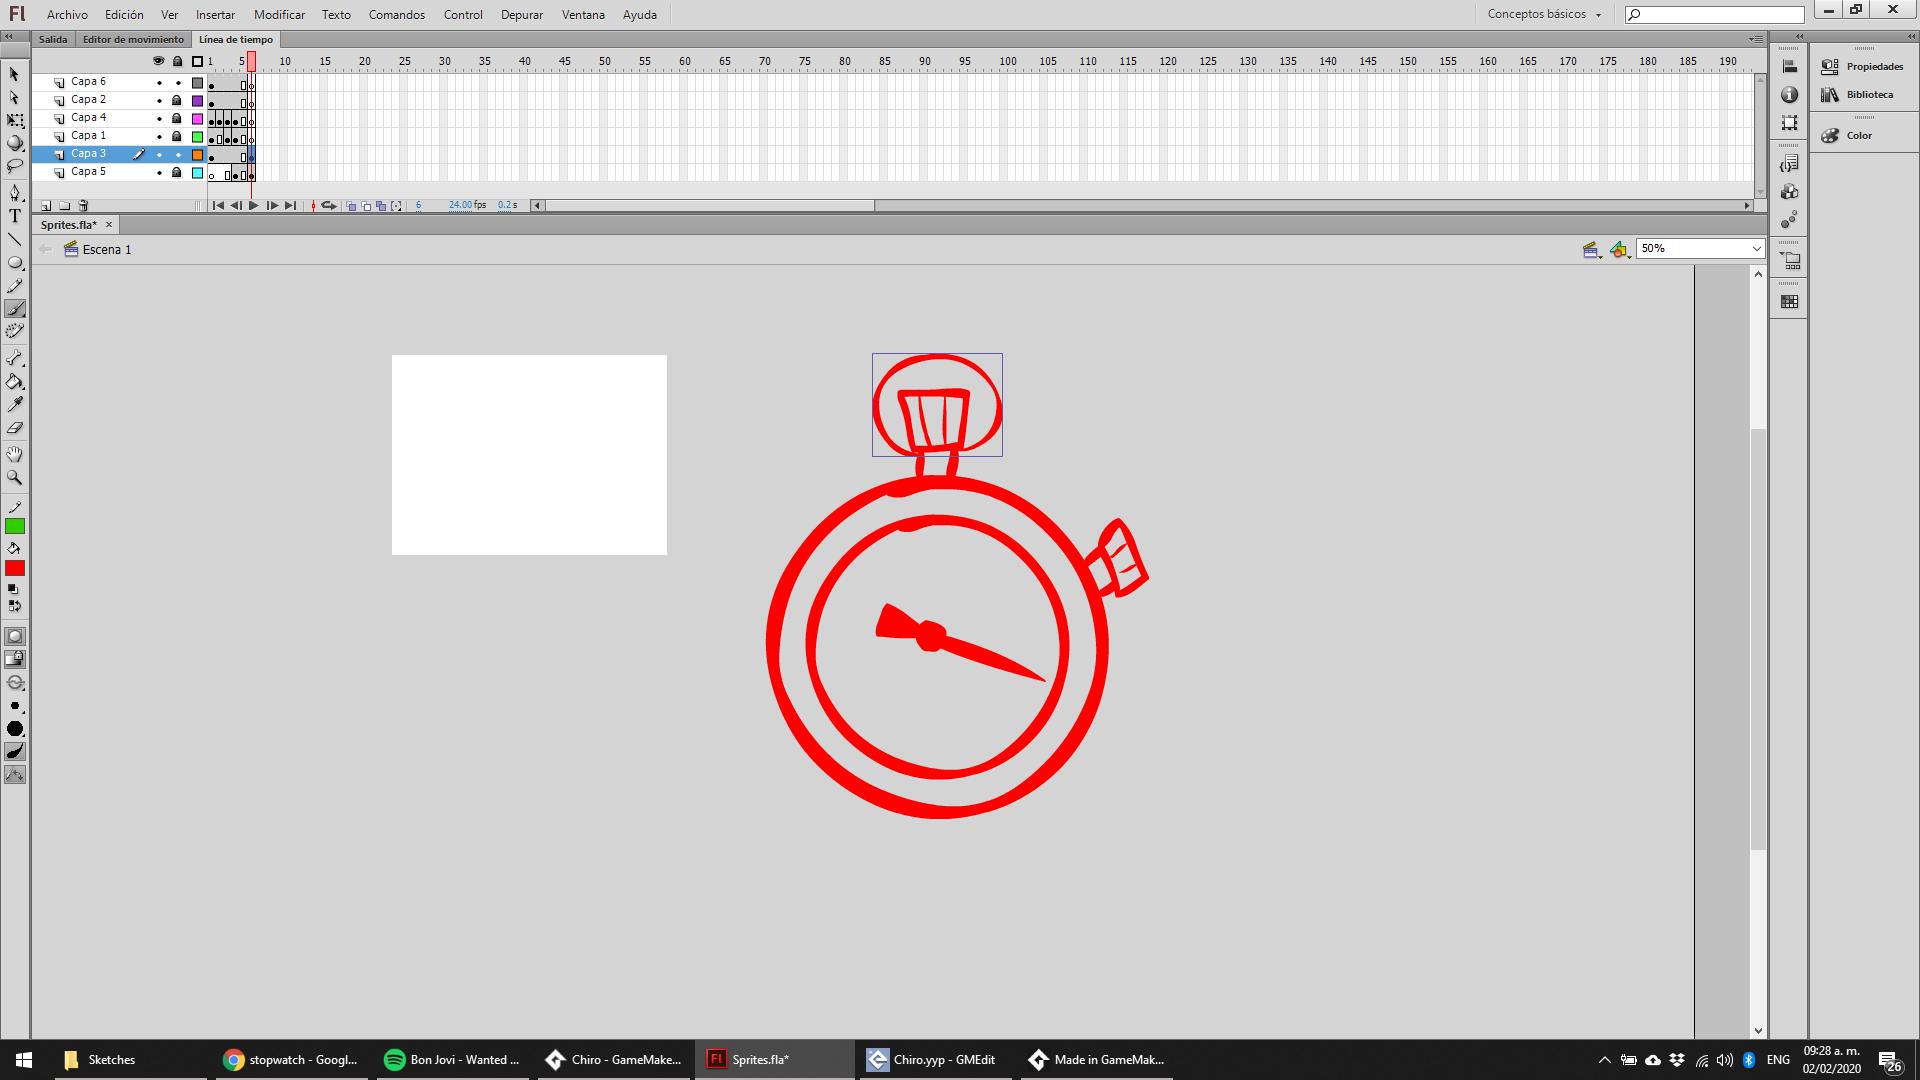 Fl Archivo Edición Ver Insertar Modificar Texto Comandos Control Depurar Ventana Ayuda Conceptos básicos
Salida Editor de movimiento Línea de tiempo
1 5 10 15 20 25 30 35 40 45 50 55 60 65 70 75 80 85 90 95 100 105 110 115 120 125 130 135 140 145 150 155 160 165 170 175 180 185 190
Capa 6
Capa 2
Capa 4
Capa 1
Capa 3
Capa 5
6 24.00 fps 0.2 s
Sprites.fla* ×
Escena 1 50%
Propiedades
Biblioteca
Color
T
Sketches stopwatch - Googl... Bon Jovi - Wanted ... Chiro - GameMake... Fl Sprites.fla* Chiro.yyp - GMEdit Made in GameMak... ENG 09:28 a. m.
02/02/2020 26